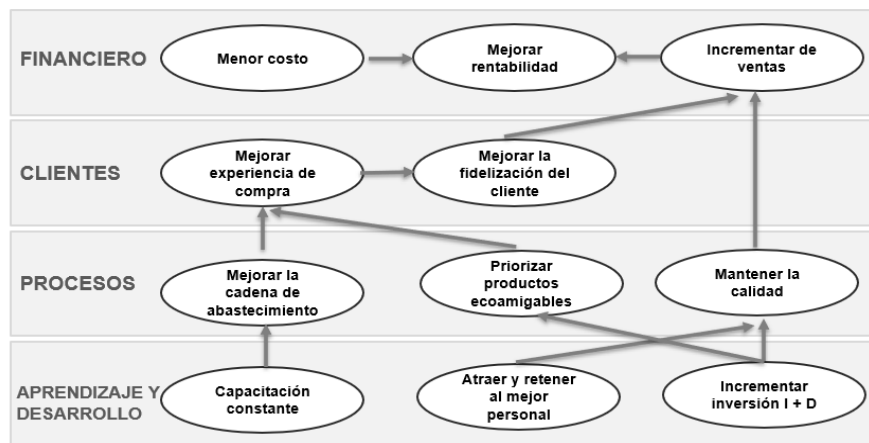 FINANCIERO
Menor costo
Mejorar
rentabilidad
Incrementar de
ventas
CLIENTES
Mejorar
experiencia de
compra
Mejorar la
fidelización del
cliente
PROCESOS
Mejorar la
cadena de
abastecimiento
Priorizar
productos
ecoamigables
Mantener la
calidad
APRENDIZAJE Y
DESARROLLO
Capacitación
constante
Atraer y retener
al mejor
personal
Incrementar
inversión I + D